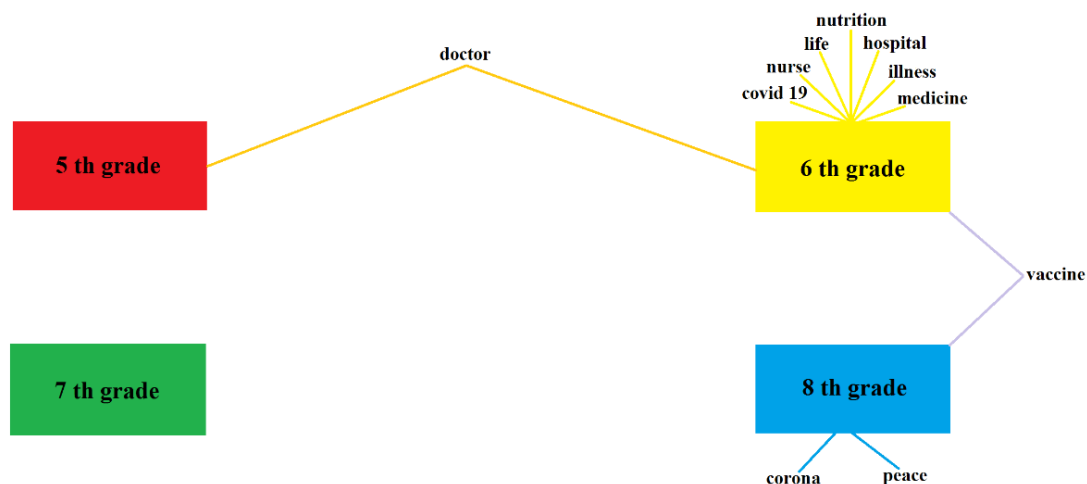 nutrition
doctor
life
hospital
nurse
illness
covid 19
medicine
5 th grade
6 th grade
vaccine
7 th grade
8 th grade
corona
peace